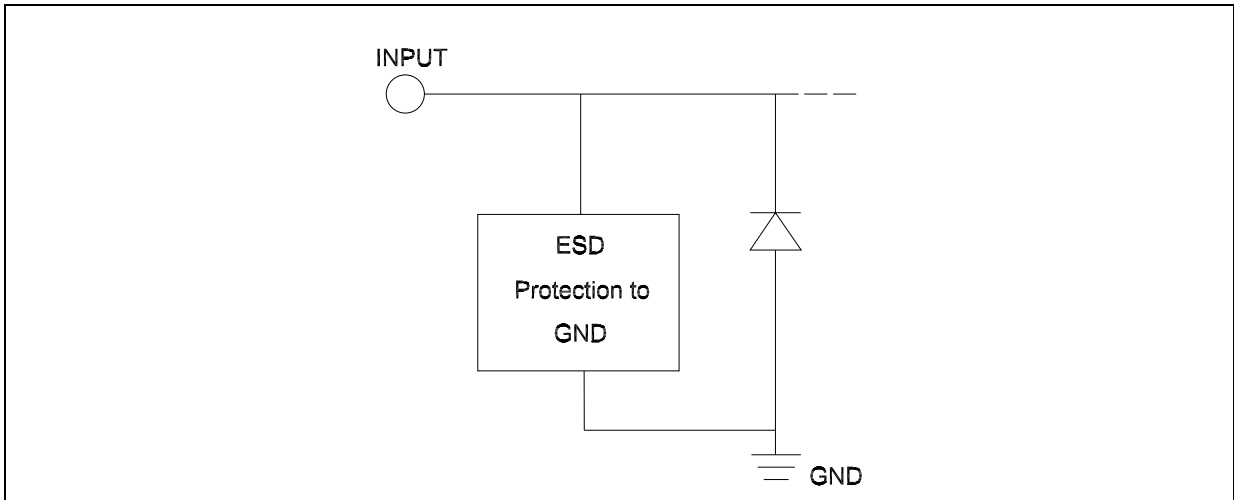 INPUT
ESD
Protection to
GND
GND